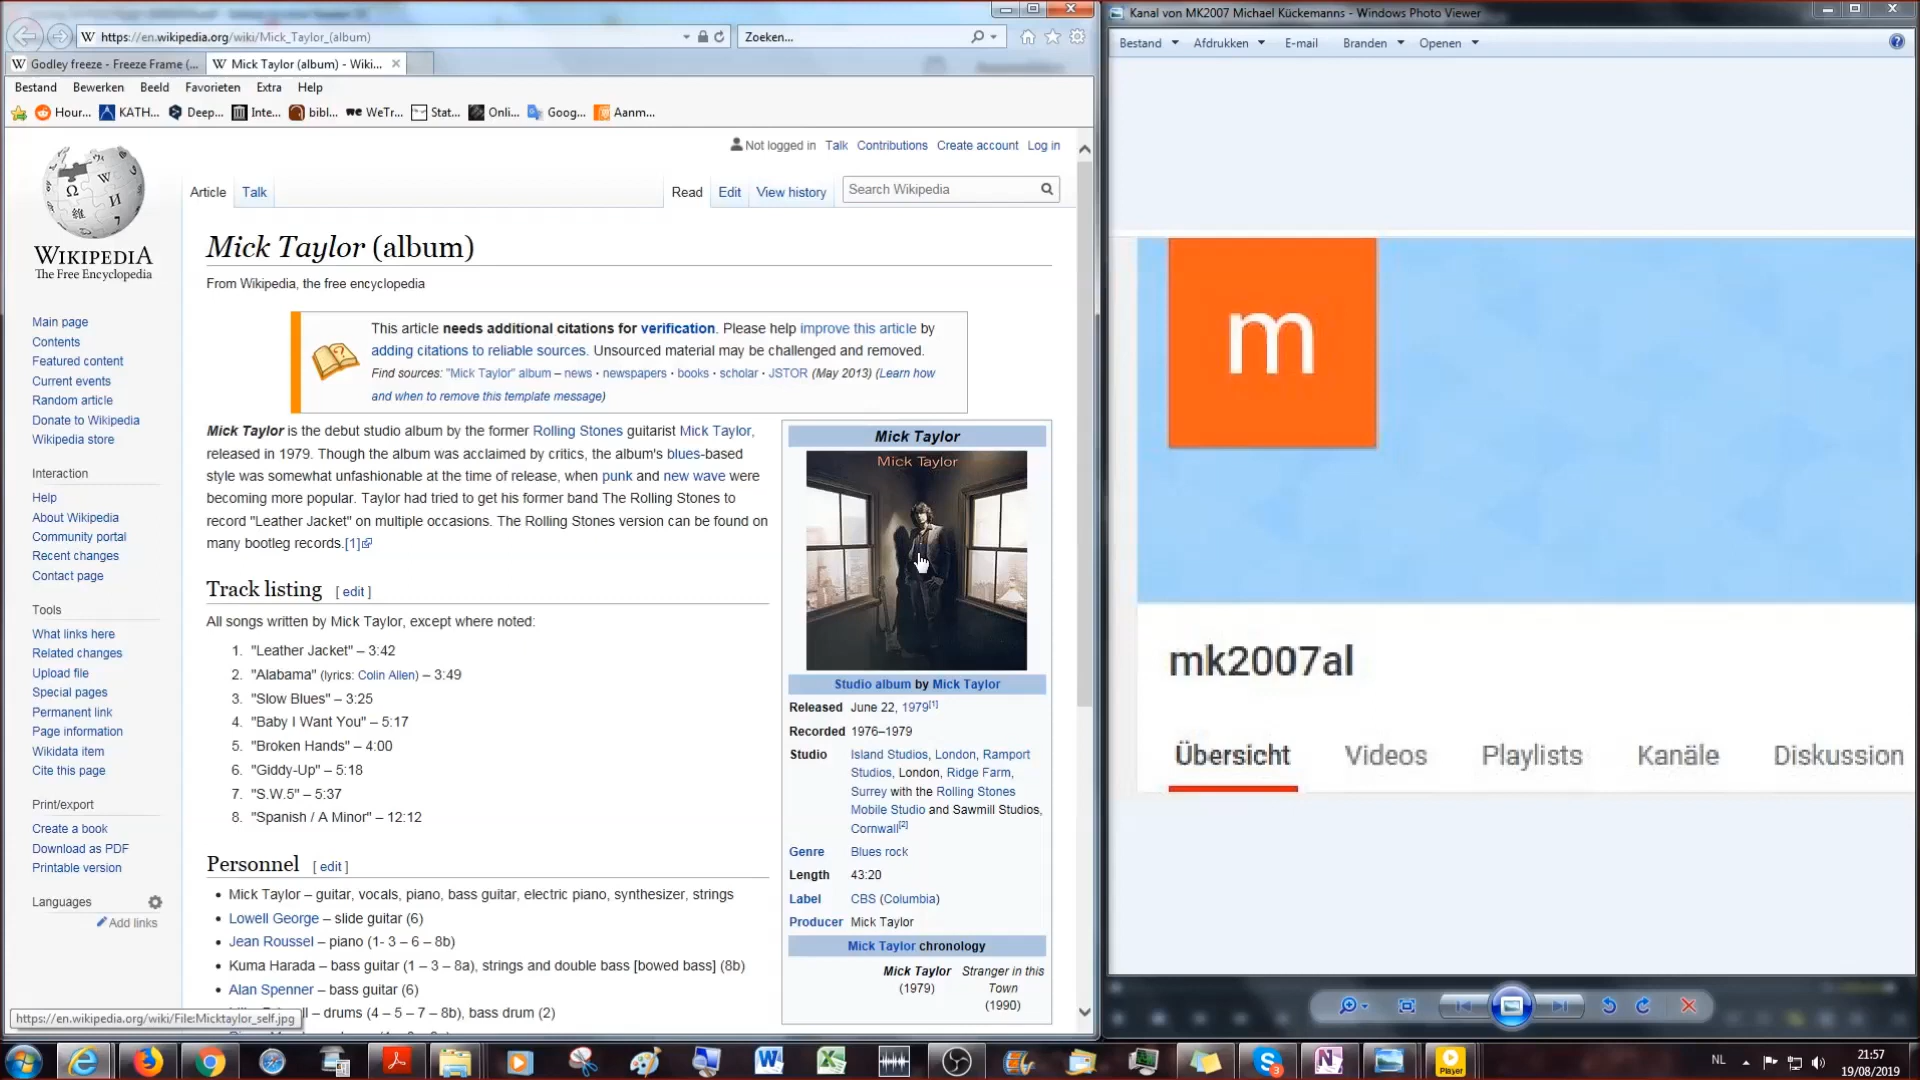 https://en.wikipedia.org/wiki/Mick_Taylor_(album)
Zoeken...
Godley freeze - Freeze Frame (...
Mick Taylor (album) - Wiki...
Bestand Bewerken Beeld Favorieten Extra Help
Hour... KATH... Deep... Inte... bibl... WeTr... Stat... Onli... Goog... Aanm...
Not logged in Talk Contributions Create account Log in
Article Talk Read Edit View history Search Wikipedia
WIKIPEDIA
The Free Encyclopedia
Main page
Contents
Featured content
Current events
Random article
Donate to Wikipedia
Wikipedia store
Interaction
Help
About Wikipedia
Community portal
Recent changes
Contact page
Tools
What links here
Related changes
Upload file
Special pages
Permanent link
Page information
Wikidata item
Cite this page
Print/export
Create a book
Download as PDF
Printable version
Languages
Add links
Mick Taylor (album)
From Wikipedia, the free encyclopedia
This article needs additional citations for verification. Please help improve this article by
adding citations to reliable sources. Unsourced material may be challenged and removed.
Find sources: "Mick Taylor" album – news · newspapers · books · scholar · JSTOR (May 2013) (Learn how
and when to remove this template message)
Mick Taylor is the debut studio album by the former Rolling Stones guitarist Mick Taylor,
released in 1979. Though the album was acclaimed by critics, the album's blues-based
style was somewhat unfashionable at the time of release, when punk and new wave were
becoming more popular. Taylor had tried to get his former band The Rolling Stones to
record "Leather Jacket" on multiple occasions. The Rolling Stones version can be found on
many bootleg records.[1]
Track listing [ edit ]
All songs written by Mick Taylor, except where noted:
1. "Leather Jacket" – 3:42
2. "Alabama" (lyrics: Colin Allen) – 3:49
3. "Slow Blues" – 3:25
4. "Baby I Want You" – 5:17
5. "Broken Hands" – 4:00
6. "Giddy-Up" – 5:18
7. "S.W.5" – 5:37
8. "Spanish / A Minor" – 12:12
Personnel [ edit ]
• Mick Taylor – guitar, vocals, piano, bass guitar, electric piano, synthesizer, strings
• Lowell George – slide guitar (6)
• Jean Roussel – piano (1- 3 – 6 – 8b)
• Kuma Harada – bass guitar (1 – 3 – 8a), strings and double bass [bowed bass] (8b)
• Alan Spenner – bass guitar (6)
– drums (4 – 5 – 7 – 8b), bass drum (2)
https://en.wikipedia.org/wiki/File:Micktaylor_self.jpg
Mick Taylor
Mick Taylor
Studio album by Mick Taylor
Released June 22, 1979[1]
Recorded 1976–1979
Studio Island Studios, London, Ramport
Studios, London, Ridge Farm,
Surrey with the Rolling Stones
Mobile Studio and Sawmill Studios,
Cornwall[2]
Genre Blues rock
Length 43:20
Label CBS (Columbia)
Producer Mick Taylor
Mick Taylor chronology
Mick Taylor
(1979)
Stranger in this
Town
(1990)
Kanal von MK2007 Michael Kückemanns - Windows Photo Viewer
Bestand Afdrukken E-mail Branden Openen
m
mk2007al
Übersicht Videos Playlists Kanäle Diskussion
3
Player
NL
21:57
19/08/2019